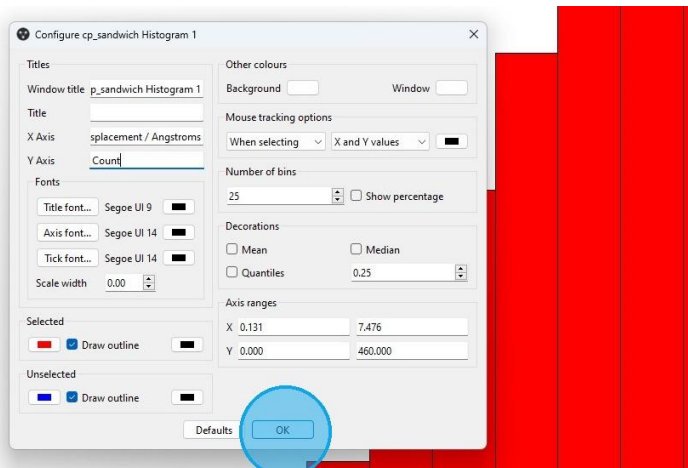 Configure cp_sandwich Histogram 1
Titles
Window title p_sandwich Histogram 1
Title
X Axis splacement / Angstroms
Y Axis Count
Fonts
Title font... Segoe UI 9
Axis font... Segoe UI 14
Tick font... Segoe UI 14
Scale width 0.00
Selected
Draw outline
Unselected
Draw outline
Other colours
Background Window
Mouse tracking options
When selecting X and Y values
Number of bins
25 Show percentage
Decorations
Mean Median
Quantiles 0.25
Axis ranges
X 0.131 7.476
Y 0.000 460.000
Defaults OK